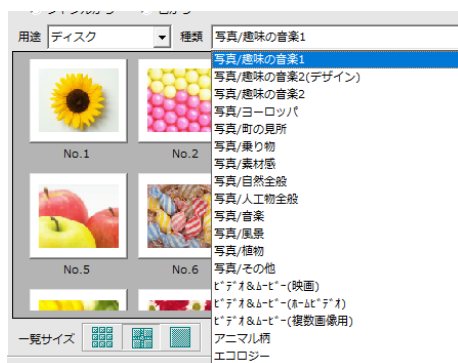 用途 ディスク 種類 写真/趣味の音楽1
写真/趣味の音楽1
写真/趣味の音楽2(デザイン)
写真/趣味の音楽2
写真/ヨーロッパ
写真/町の見所
写真/乗り物
写真/素材感
写真/自然全般
写真/人工物全般
写真/音楽
写真/風景
写真/植物
写真/その他
ﾋﾞﾃﾞｵ&ﾑｰﾋﾞｰ(映画)
ﾋﾞﾃﾞｵ&ﾑｰﾋﾞｰ(ﾎｰﾑﾋﾞﾃﾞｵ)
ﾋﾞﾃﾞｵ&ﾑｰﾋﾞｰ(複数画像用)
アニマル柄
エコロジー
No.1 No.2
No.5 No.6
一覧サイズ